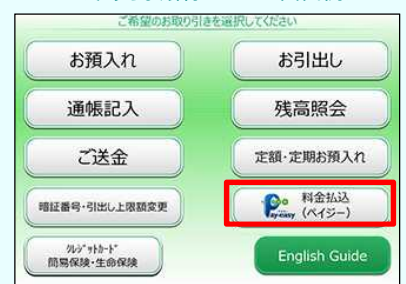 ご希望のお取り引きを選択してください
お預入れ
お引出し
通帳記入
残高照会
ご送金
定額・定期お預入れ
暗証番号・引出し上限額変更
Pay-easy
料金払込
(ペイジー)
クレジットカード
簡易保険・生命保険
English Guide